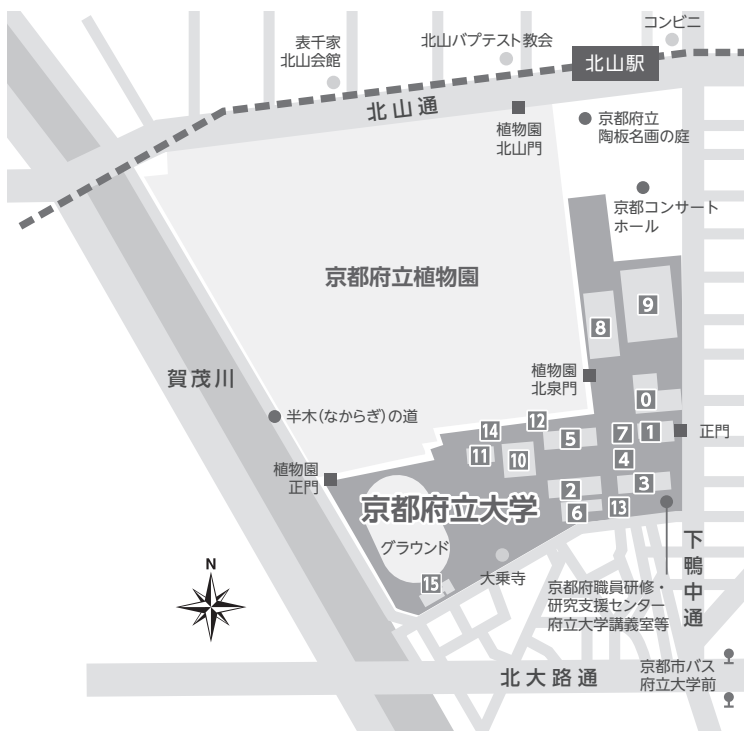 コンビニ
表千家
北山会館
北山バプテスト教会
北山駅
北山通
植物園
北山門
京都府立
陶板名画の庭
京都コンサート
ホール
京都府立植物園
9
8
賀茂川
植物園
北泉門
0
半木(なからぎ)の道
14
12
5
7
1
正門
11
10
4
植物園
正門
2
3
京都府立大学
6
13
グラウンド
大乗寺
15
N
京都府職員研修・
研究支援センター
府立大学講義室等
下鴨中通
北大路通
京都市バス
府立大学前